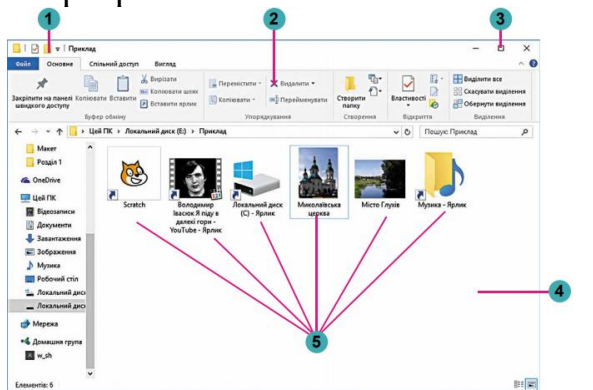 1 2 3
Приклад
Файл Основне Спільний доступ Вигляд
Закріпити на панелі швидкого доступу
Копіювати
Вставити
Вирізати
Копіювати шлях
Вставити ярлик
Буфер обміну
Перемістити
Копіювати
Видалити
Перейменувати
Упорядкування
Створити папку
Створення
Властивості
Відкриття
Виділити все
Скасувати виділення
Обернути виділення
Виділення
Цей ПК › Локальний диск (E:) › Приклад
Пошук: Приклад
Макет
Розділ 1
OneDrive
Цей ПК
Відеозаписи
Документи
Завантаження
Зображення
Музика
Робочий стіл
Локальний дис
Локальний дис
Мережа
Домашня група
w_sh
Scratch
Володимир
Івасюк Я піду в
далекі гори -
YouTube - Ярлик
Локальний диск
(C) - Ярлик
Миколаївська
церква
Місто Глухів
Музика - Ярлик
4
5
Елементів: 6